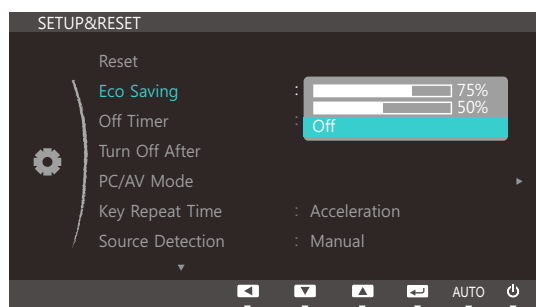 SETUP&RESET
Reset
Eco Saving : 75%
50%
Off Timer : Off
Turn Off After
PC/AV Mode
Key Repeat Time : Acceleration
Source Detection : Manual
AUTO